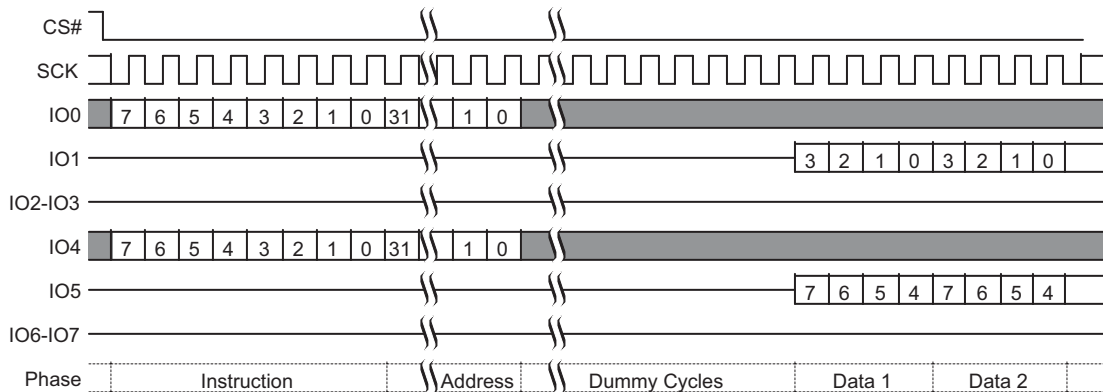 CS#
SCK
IO0 7 6 5 4 3 2 1 0 31 1 0
IO1 3 2 1 0 3 2 1 0
IO2-IO3
IO4 7 6 5 4 3 2 1 0 31 1 0
IO5 7 6 5 4 7 6 5 4
IO6-IO7
Phase Instruction Address Dummy Cycles Data 1 Data 2